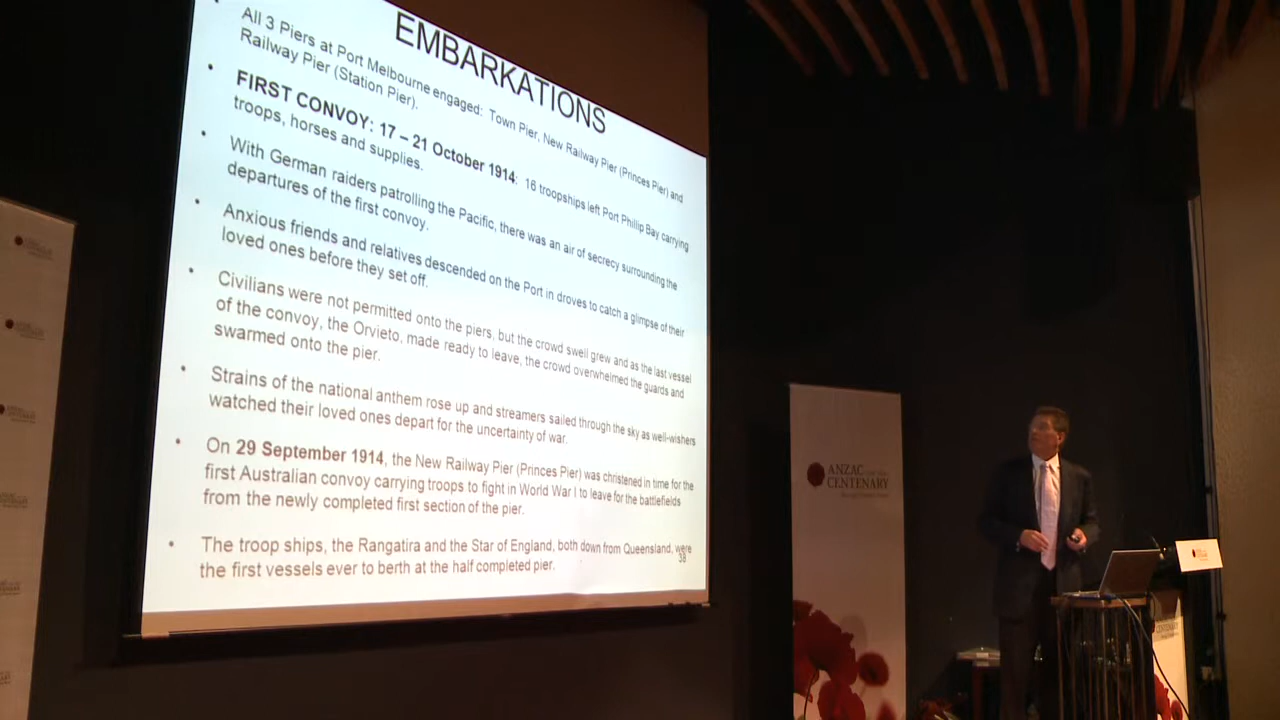 EMBARKATIONS
• All 3 Piers at Port Melbourne engaged: Town Pier, New Railway Pier (Princes Pier) and
Railway Pier (Station Pier).
• FIRST CONVOY: 17 – 21 October 1914: 16 troopships left Port Phillip Bay carrying
troops, horses and supplies.
• With German raiders patrolling the Pacific, there was an air of secrecy surrounding the
departures of the first convoy.
• Anxious friends and relatives descended on the Port in droves to catch a glimpse of their
loved ones before they set off.
• Civilians were not permitted onto the piers, but the crowd swell grew and as the last vessel
of the convoy, the Orvieto, made ready to leave, the crowd overwhelmed the guards and
swarmed onto the pier.
• Strains of the national anthem rose up and streamers sailed through the sky as well-wishers
watched their loved ones depart for the uncertainty of war.
• On 29 September 1914, the New Railway Pier (Princes Pier) was christened in time for the
first Australian convoy carrying troops to fight in World War I to leave for the battlefields
from the newly completed first section of the pier.
• The troop ships, the Rangatira and the Star of England, both down from Queensland, were
the first vessels ever to berth at the half completed pier.
38
ANZAC
CENTENARY